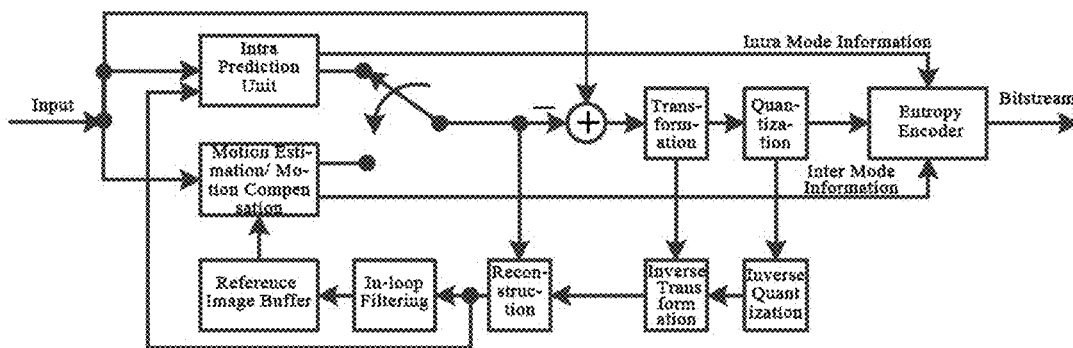 Intra Mode Information
Intra
Prediction
Unit
Input
Trans-
formation
Quan-
tiza-
tion
Entropy
Encoder
Bitstream
Motion Esti-
mation/ Mo-
tion Compen
sation
Inter Mode
Information
Reference
Image Buffer
In-loop
Filtering
Recon-
struc-
tion
Inverse
Trans
form
ation
Inverse
Quant
ization